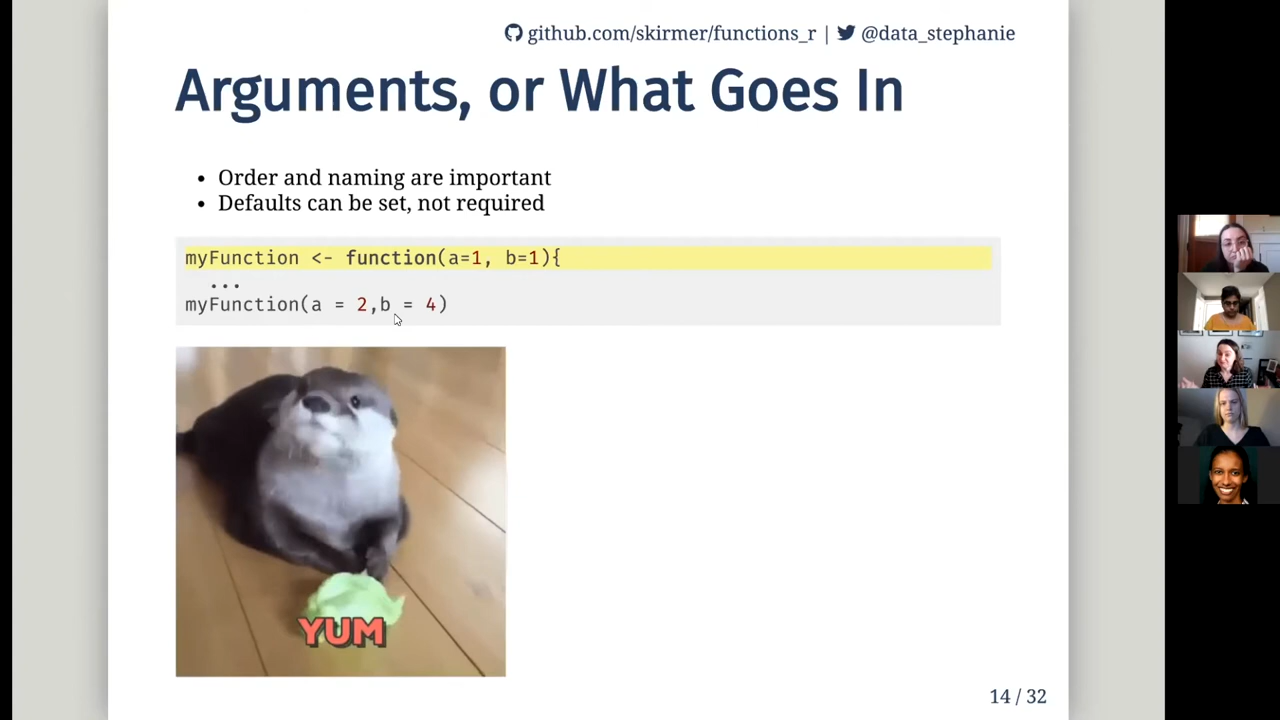 github.com/skirmer/functions_r | @data_stephanie
Arguments, or What Goes In
• Order and naming are important
• Defaults can be set, not required
myFunction <- function(a=1, b=1){
...
myFunction(a = 2,b = 4)
YUM
14 / 32